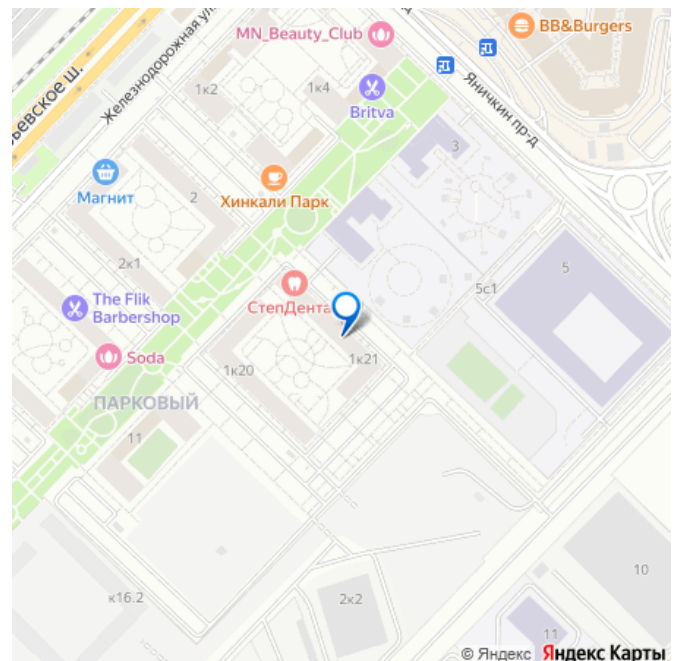 MN_Beauty_Club
BB&Burgers
Железнодорожная ул.
ьевское ш.
1к2
1к4
Britva
Яничкин пр-д
3
Магнит
2
Хинкали Парк
2к1
5
5с1
The Flik
Barbershop
СтепДента
Soda
1к21
1к20
ПАРКОВЫЙ
11
10
к16.2
2к2
11
© Яндекс Яндекс Карты